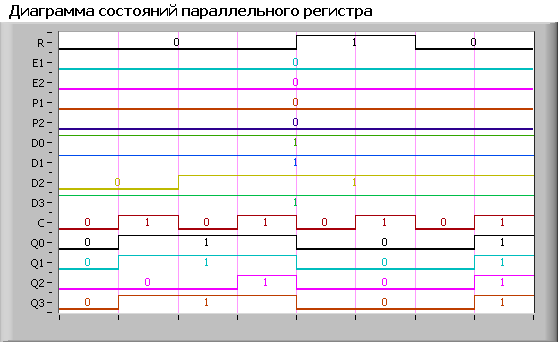 Диаграмма состояний параллельного регистра
R 0 1 0
E1 0
E2 0
P1 0
P2 0
D0 1
D1 1
D2 0 1
D3 1
C 0 1 0 1 0 1 0 1
Q0 0 1 0 1
Q1 0 1 0 1
Q2 0 1 0 1
Q3 0 1 0 1